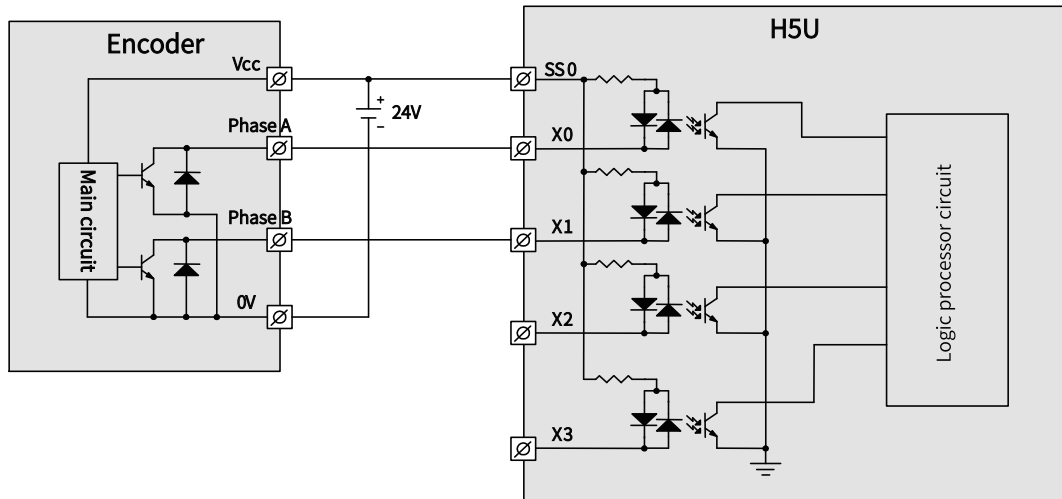 Encoder
H5U
Vcc
SS0
+
24V
−
Phase A
X0
Main circuit
Phase B
X1
0V
X2
X3
Logic processor circuit